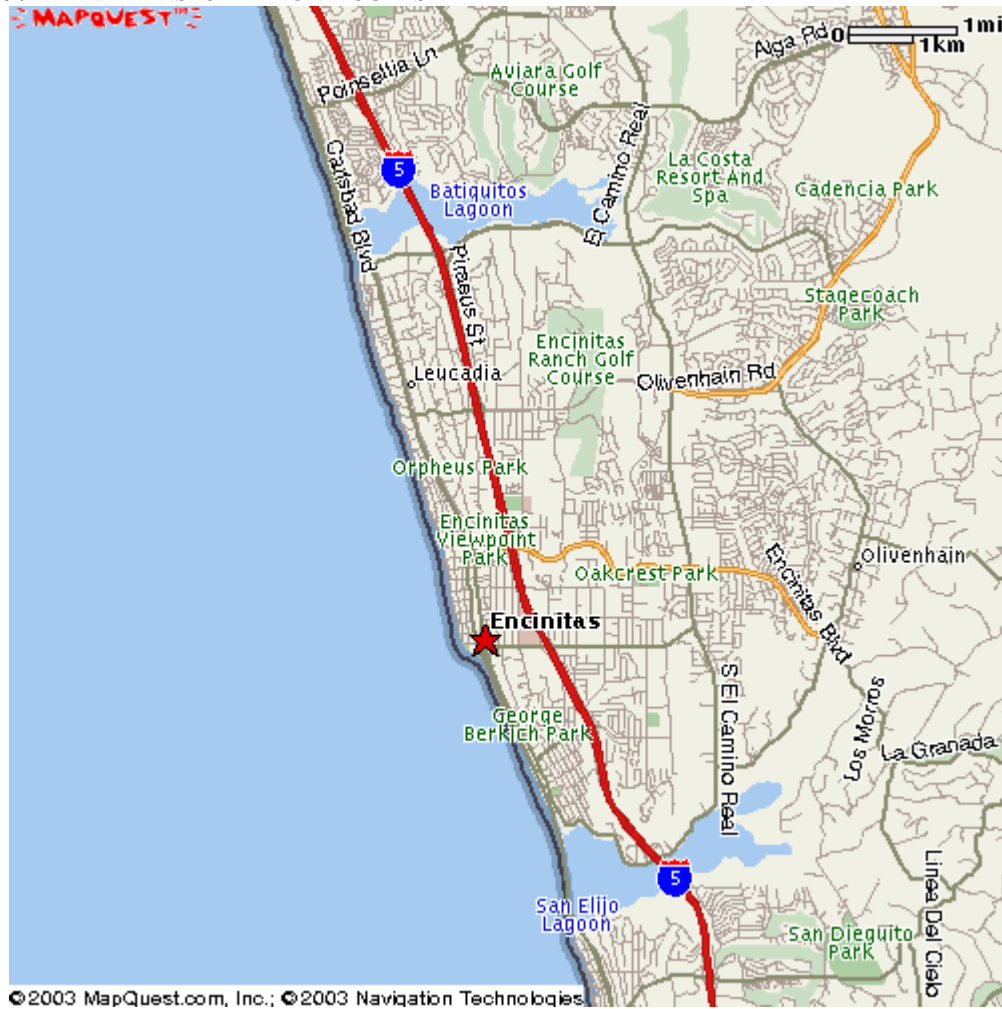 MAPQUEST
0 1mi
1km
Alga Rd
Poinsettia Ln
Aviara Golf
Course
El Camino Real
5
Carlsbad Blvd
Batiquitos
Lagoon
La Costa
Resort And
Spa
Cadencia Park
Piraeus St
Stagecoach
Park
Encinitas
Ranch Golf
Course
Leucadia
Olivenhain Rd
Orpheus Park
Encinitas
Viewpoint
Park
Oakcrest Park
Encinitas Blvd
Olivenhain
Encinitas
S El Camino Real
Los Morros
George
Berkich Park
La Granada
5
San Elijo
Lagoon
Linea Del Cielo
San Dieguito
Park
©2003 MapQuest.com, Inc.; ©2003 Navigation Technologies